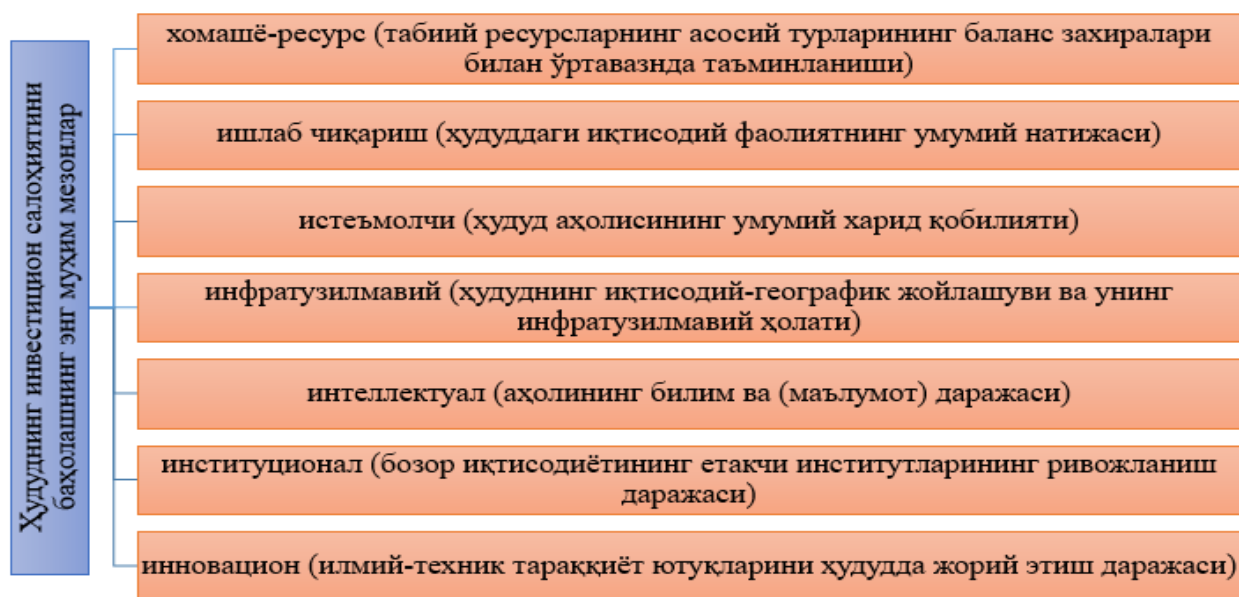 Ҳудуднинг инвестицион салоҳиятини
баҳолашнинг энг муҳим мезонлар
хомашё-ресурс (табиий ресурсларнинг асосий турларининг баланс захиралари
билан ўртавазнда таъминланиши)
ишлаб чиқариш (ҳудуддаги иқтисодий фаолиятнинг умумий натижаси)
истеъмолчи (ҳудуд аҳолисининг умумий харид қобилияти)
инфратузилмавий (ҳудуднинг иқтисодий-географик жойлашуви ва унинг
инфратузилмавий ҳолати)
интеллектуал (аҳолининг билим ва (маълумот) даражаси)
институционал (бозор иқтисодиётининг етакчи институтларининг ривожланиш
даражаси)
инновацион (илмий-техник тараққиёт ютуқларини ҳудудда жорий этиш даражаси)